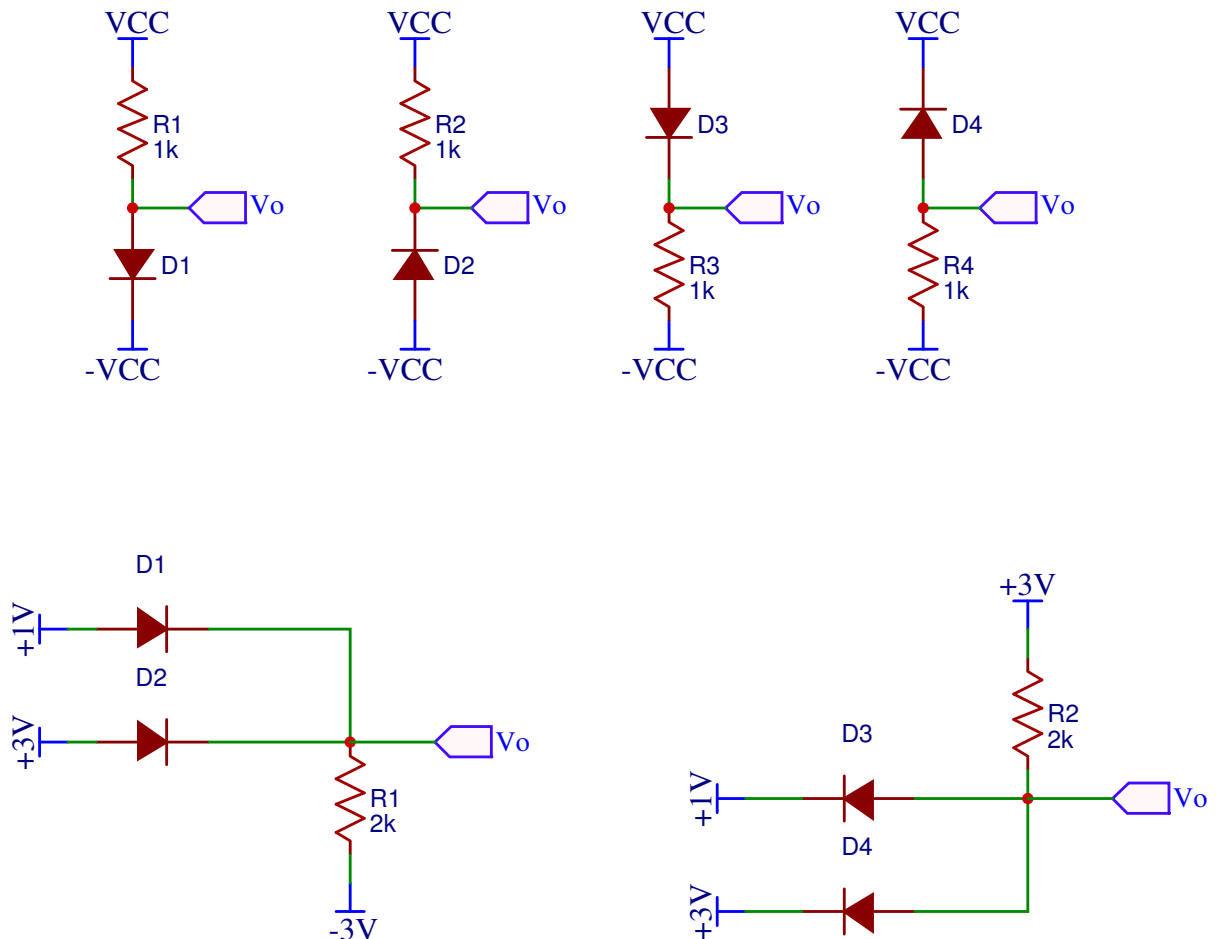 VCC
VCC
VCC
VCC
R1
1k
R2
1k
D3
D4
Vo
Vo
Vo
Vo
D1
D2
R3
1k
R4
1k
-VCC
-VCC
-VCC
-VCC
D1
+1V
D2
+3V
Vo
R1
2k
-3V
+3V
R2
2k
D3
+1V
Vo
D4
+3V